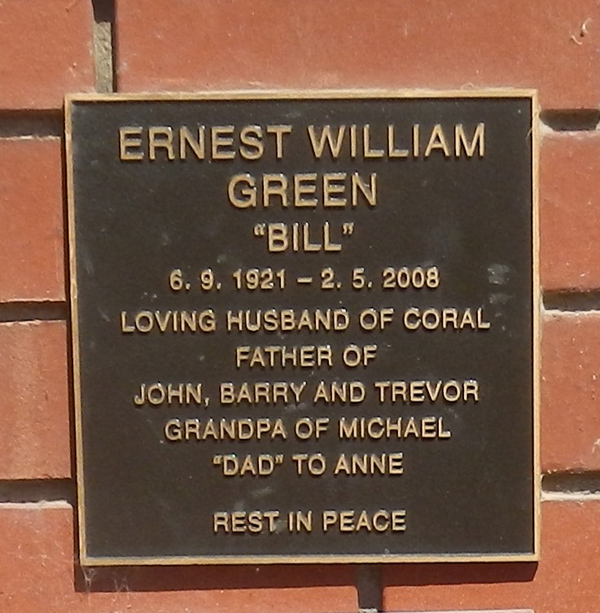 ERNEST WILLIAM
GREEN
"BILL"
6. 9. 1921 – 2. 5. 2008
LOVING HUSBAND OF CORAL
FATHER OF
JOHN, BARRY AND TREVOR
GRANDPA OF MICHAEL
"DAD" TO ANNE
REST IN PEACE